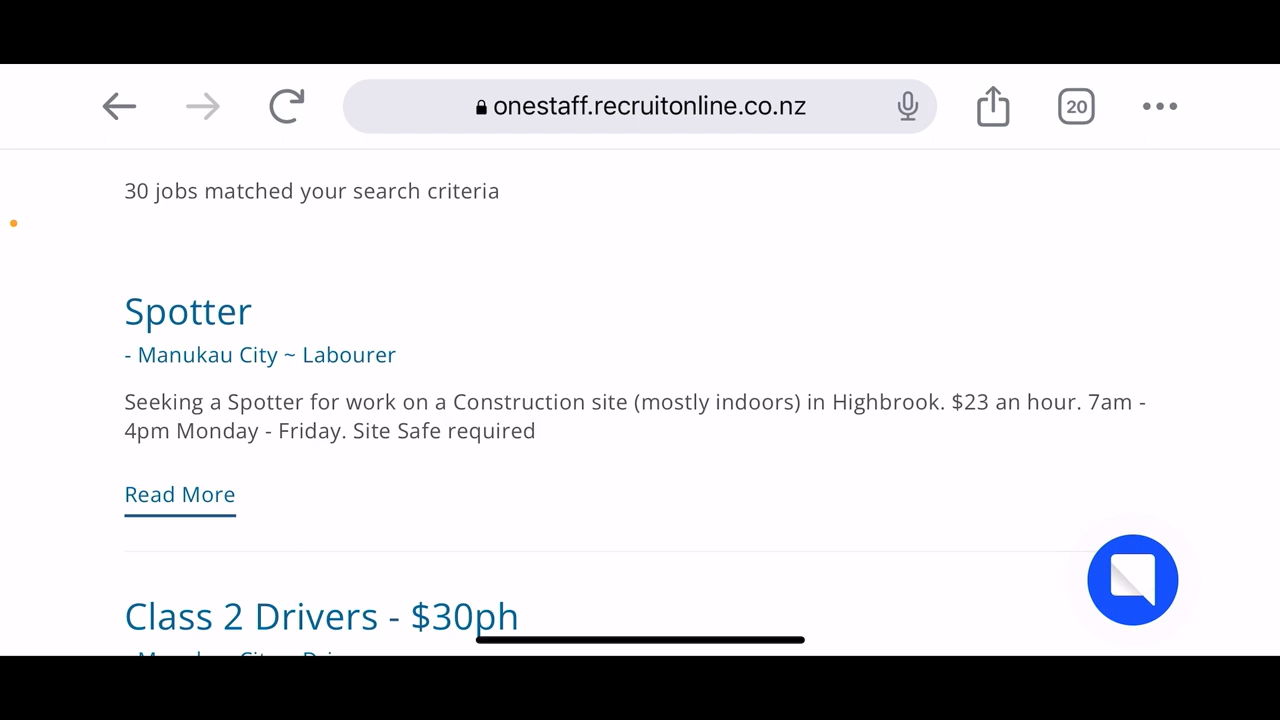 onestaff.recruitonline.co.nz
20
30 jobs matched your search criteria
Spotter
- Manukau City ~ Labourer
Seeking a Spotter for work on a Construction site (mostly indoors) in Highbrook. $23 an hour. 7am -
4pm Monday - Friday. Site Safe required
Read More
Class 2 Drivers - $30ph